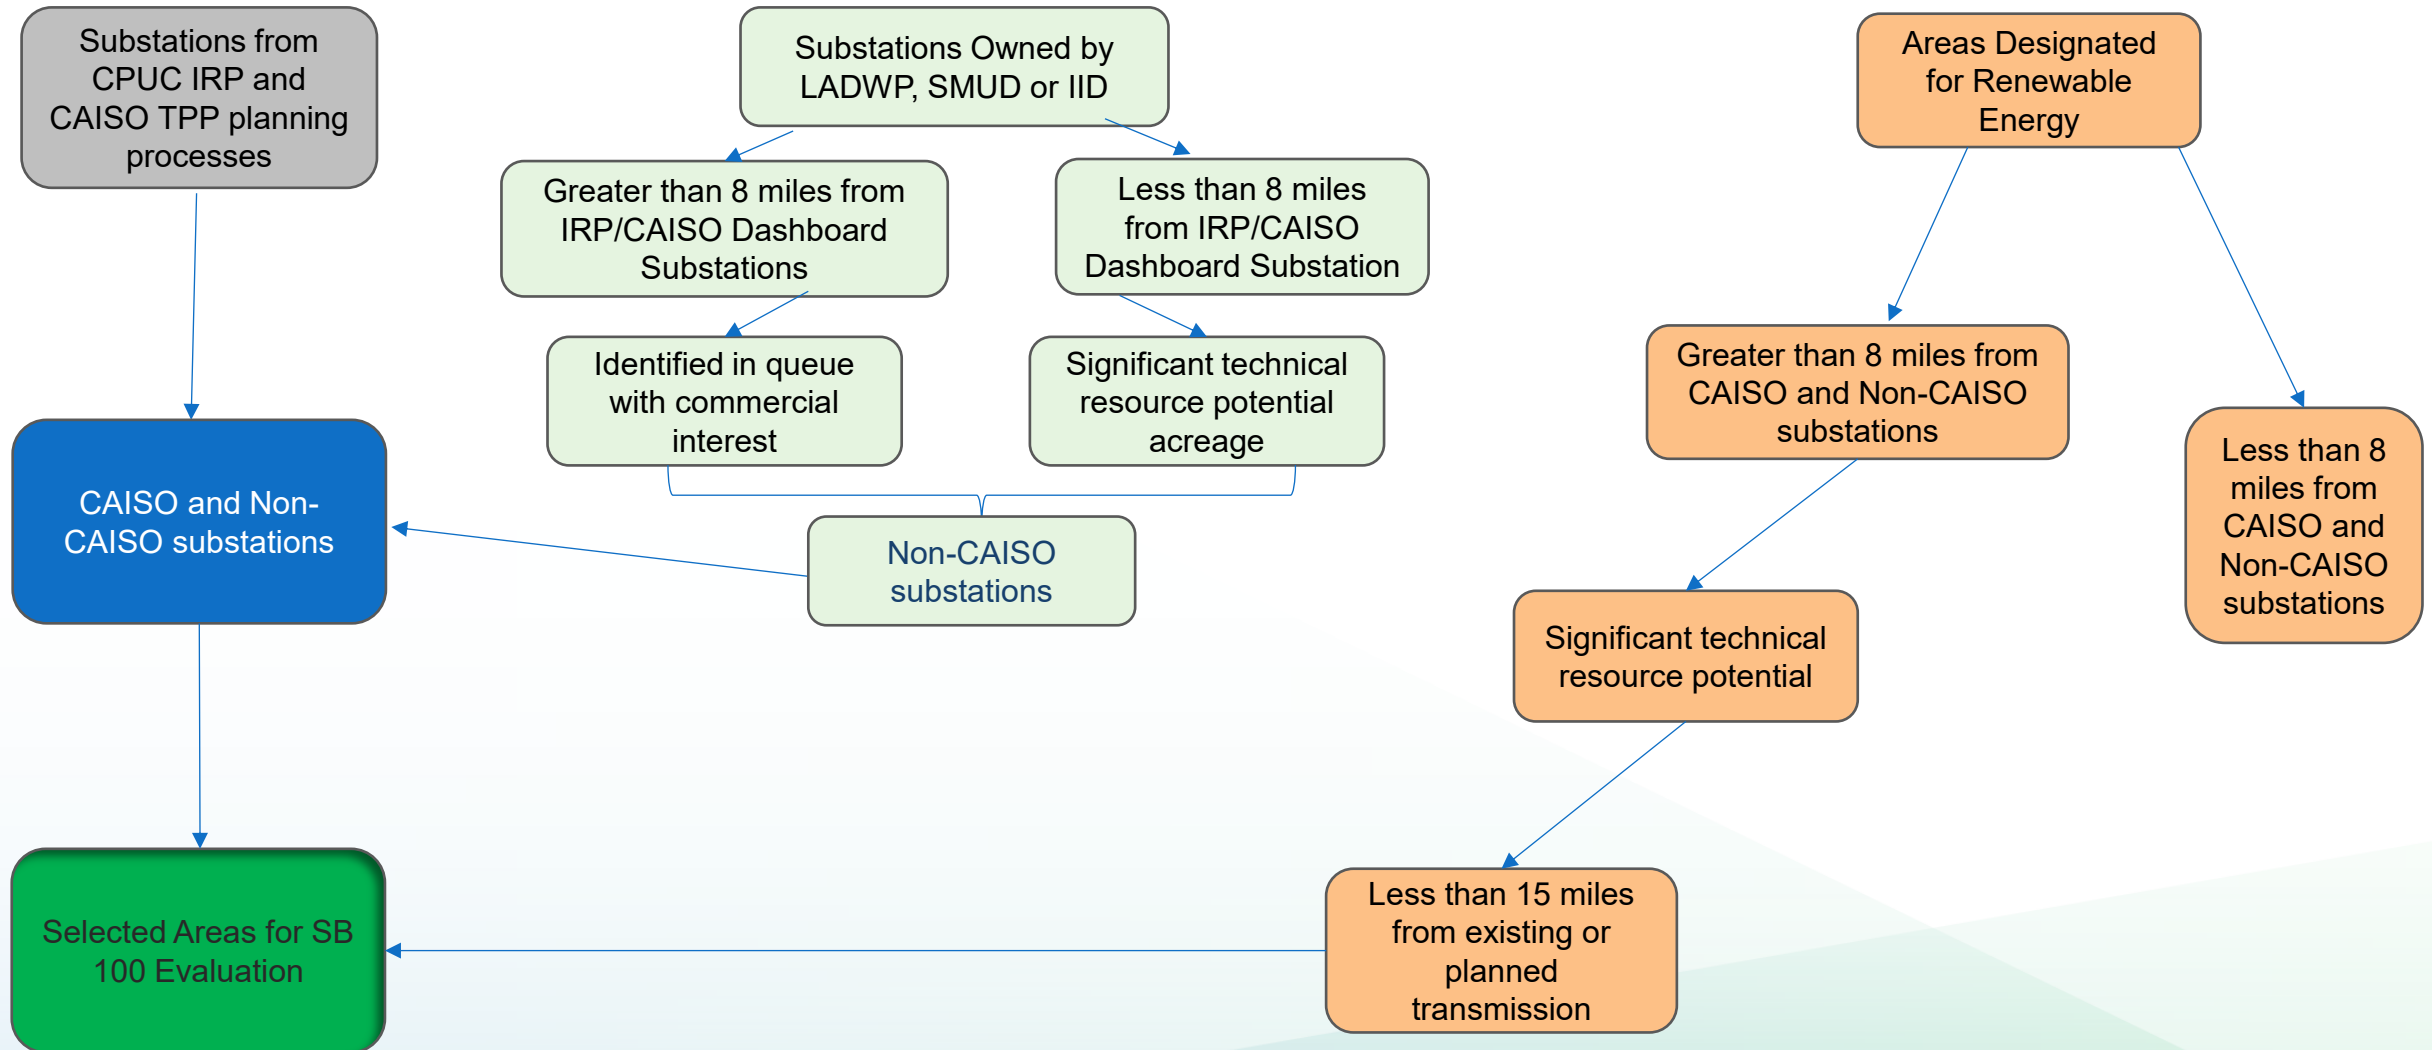 Substations from
CPUC IRP and
CAISO TPP planning
processes
Substations Owned by
LADWP, SMUD or IID
Areas Designated
for Renewable
Energy
Greater than 8 miles from
IRP/CAISO Dashboard
Substations
Less than 8 miles
from IRP/CAISO
Dashboard Substation
Identified in queue
with commercial
interest
Significant technical
resource potential
acreage
Greater than 8 miles from
CAISO and Non-CAISO
substations
Less than 8
miles from
CAISO and
Non-CAISO
substations
CAISO and Non-
CAISO substations
Non-CAISO
substations
Significant technical
resource potential
Selected Areas for SB
100 Evaluation
Less than 15 miles
from existing or
planned
transmission